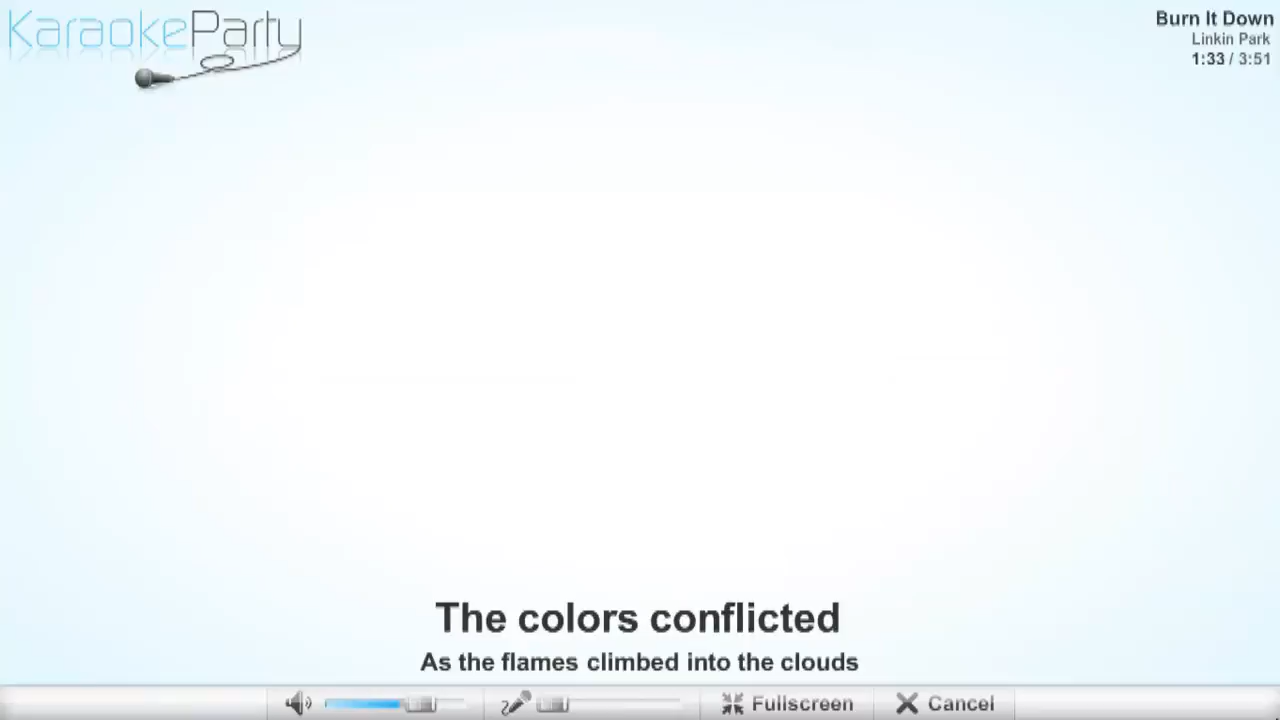 KaraokeParty
Burn It Down
Linkin Park
1:33 / 3:51
The colors conflicted
As the flames climbed into the clouds
Fullscreen
Cancel